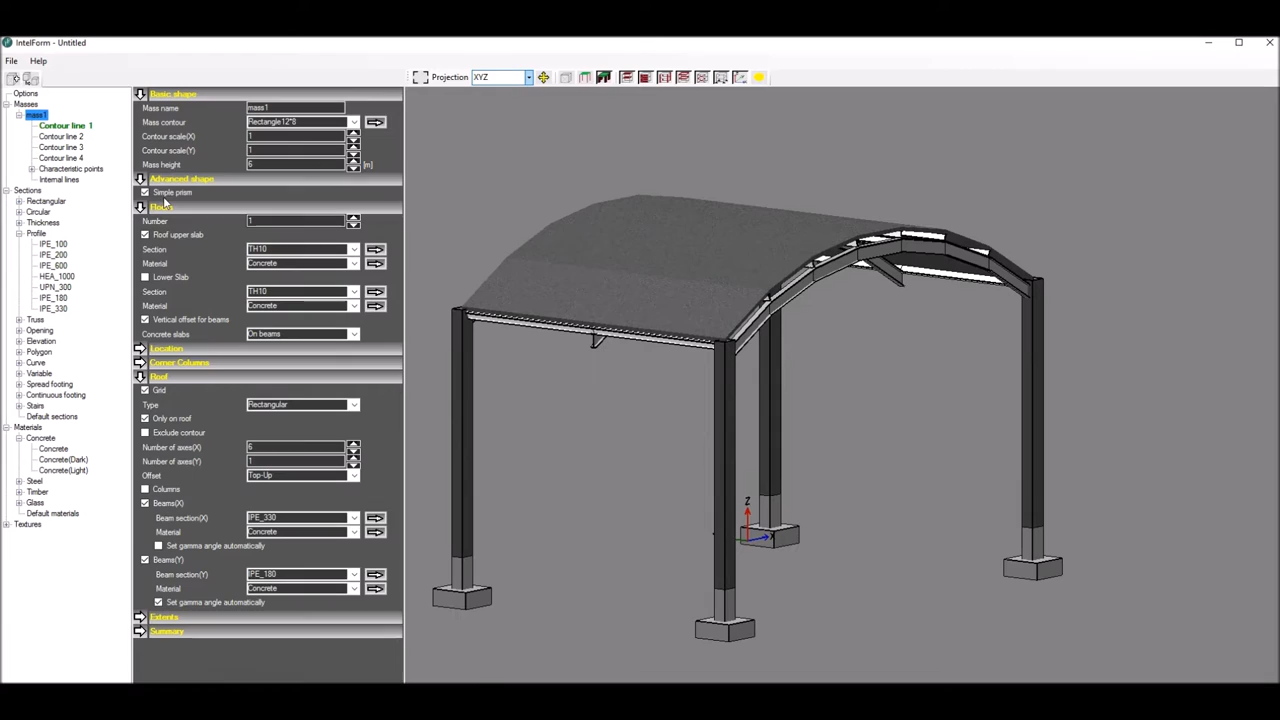 IntelForm - Untitled
File Help
Projection XYZ
Options
Masses
mass1
Contour line 1
Contour line 2
Contour line 3
Contour line 4
Characteristic points
Internal lines
Sections
Rectangular
Circular
Thickness
Profile
IPE_100
IPE_200
IPE_600
HEA_1000
UPN_300
IPE_180
IPE_330
Truss
Opening
Elevation
Polygon
Curve
Variable
Spread footing
Continuous footing
Stairs
Default sections
Materials
Concrete
Concrete
Concrete(Dark)
Concrete(Light)
Steel
Timber
Glass
Default materials
Textures
Basic shape
Mass name mass1
Mass contour Rectangle12*8
Contour scale(X) 1
Contour scale(Y) 1
Mass height 6 [m]
Advanced shape
Simple prism
Floors
Number 1
Roof upper slab
Section TH10
Material Concrete
Lower Slab
Section TH10
Material Concrete
Vertical offset for beams
Concrete slabs On beams
Location
Corner Columns
Roof
Grid
Type Rectangular
Only on roof
Exclude contour
Number of axes(X) 6
Number of axes(Y) 1
Offset Top-Up
Columns
Beams(X)
Beam section(X) IPE_330
Material Concrete
Set gamma angle automatically
Beams(Y)
Beam section(Y) IPE_180
Material Concrete
Set gamma angle automatically
Extents
Summary
Z
X